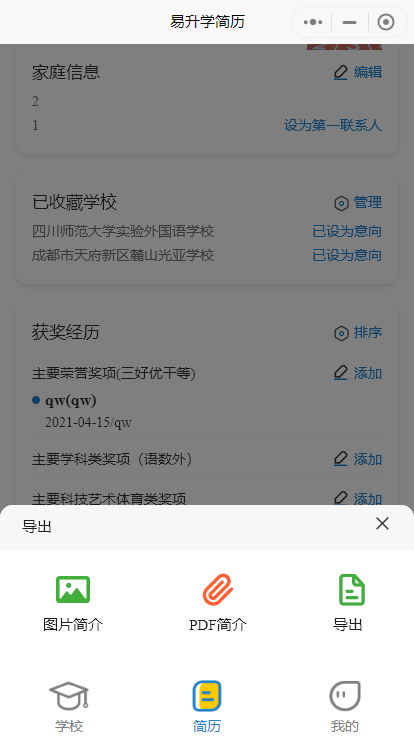 易升学简历
家庭信息 编辑
2
1 设为第一联系人
已收藏学校 管理
四川师范大学实验外国语学校 已设为意向
成都市天府新区麓山光亚学校 已设为意向
获奖经历 排序
主要荣誉奖项(三好优干等) 添加
qw(qw)
2021-04-15/qw
主要学科类奖项（语数外） 添加
主要科技艺术体育类奖项 添加
导出
图片简介 PDF简介 导出
学校 简历 我的